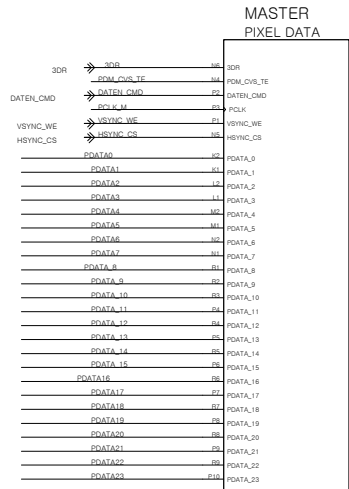 MASTER
PIXEL DATA
3DR 3DR N6 3DR
PDM_CVS_TE N4 PDM_CVS_TE
DATEN_CMD DATEN_CMD P2 DATEN_CMD
PCLK_M P3 PCLK
VSYNC_WE VSYNC_WE P1 VSYNC_WE
HSYNC_CS HSYNC_CS N5 HSYNC_CS
PDATA0 K2 PDATA_0
PDATA1 K1 PDATA_1
PDATA2 L2 PDATA_2
PDATA3 L1 PDATA_3
PDATA4 M2 PDATA_4
PDATA5 M1 PDATA_5
PDATA6 N2 PDATA_6
PDATA7 N1 PDATA_7
PDATA_8 R1 PDATA_8
PDATA_9 R2 PDATA_9
PDATA_10 R3 PDATA_10
PDATA_11 P4 PDATA_11
PDATA_12 R4 PDATA_12
PDATA_13 P5 PDATA_13
PDATA_14 R5 PDATA_14
PDATA_15 P6 PDATA_15
PDATA16 R6 PDATA_16
PDATA17 P7 PDATA_17
PDATA18 R7 PDATA_18
PDATA19 P8 PDATA_19
PDATA20 R8 PDATA_20
PDATA21 P9 PDATA_21
PDATA22 R9 PDATA_22
PDATA23 P10 PDATA_23